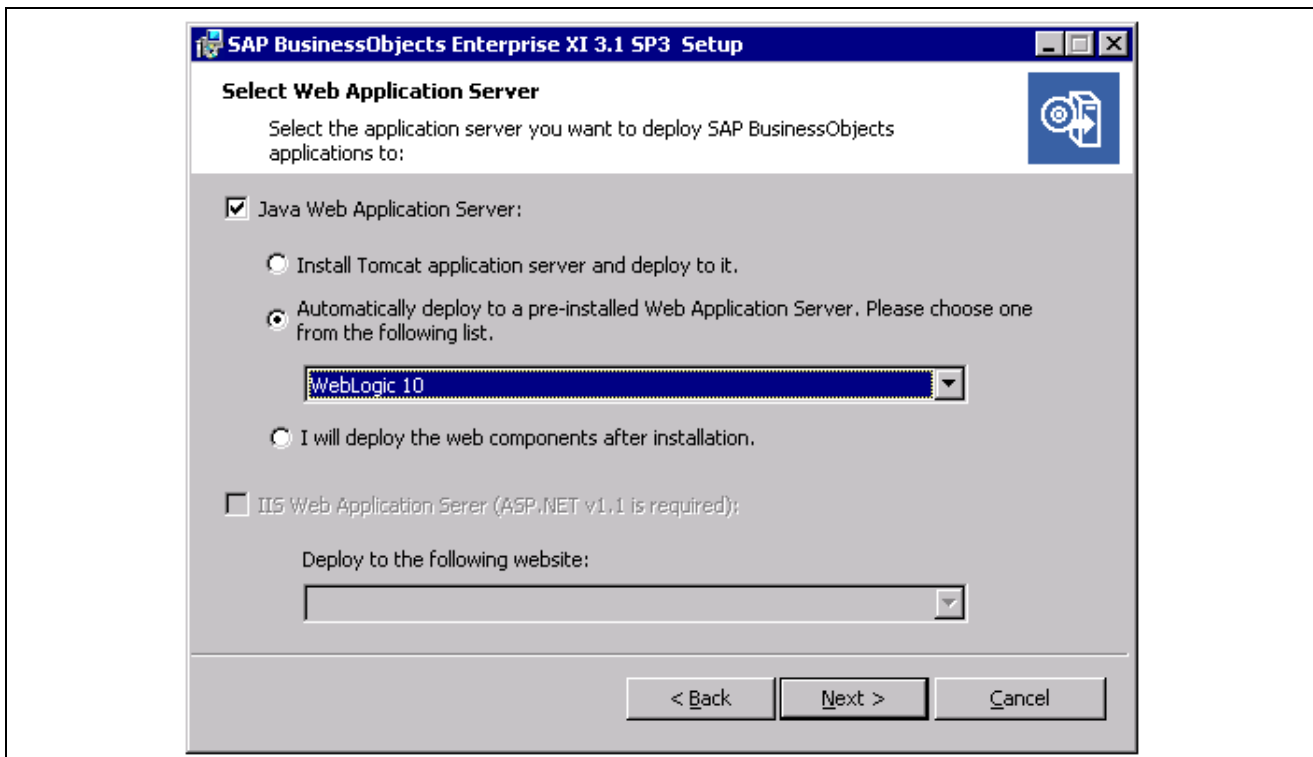 SAP BusinessObjects Enterprise XI 3.1 SP3 Setup
Select Web Application Server
Select the application server you want to deploy SAP BusinessObjects
applications to:
Java Web Application Server:
Install Tomcat application server and deploy to it.
Automatically deploy to a pre-installed Web Application Server. Please choose one
from the following list.
WebLogic 10
I will deploy the web components after installation.
IIS Web Application Serer (ASP.NET v1.1 is required):
Deploy to the following website:
< Back
Next >
Cancel